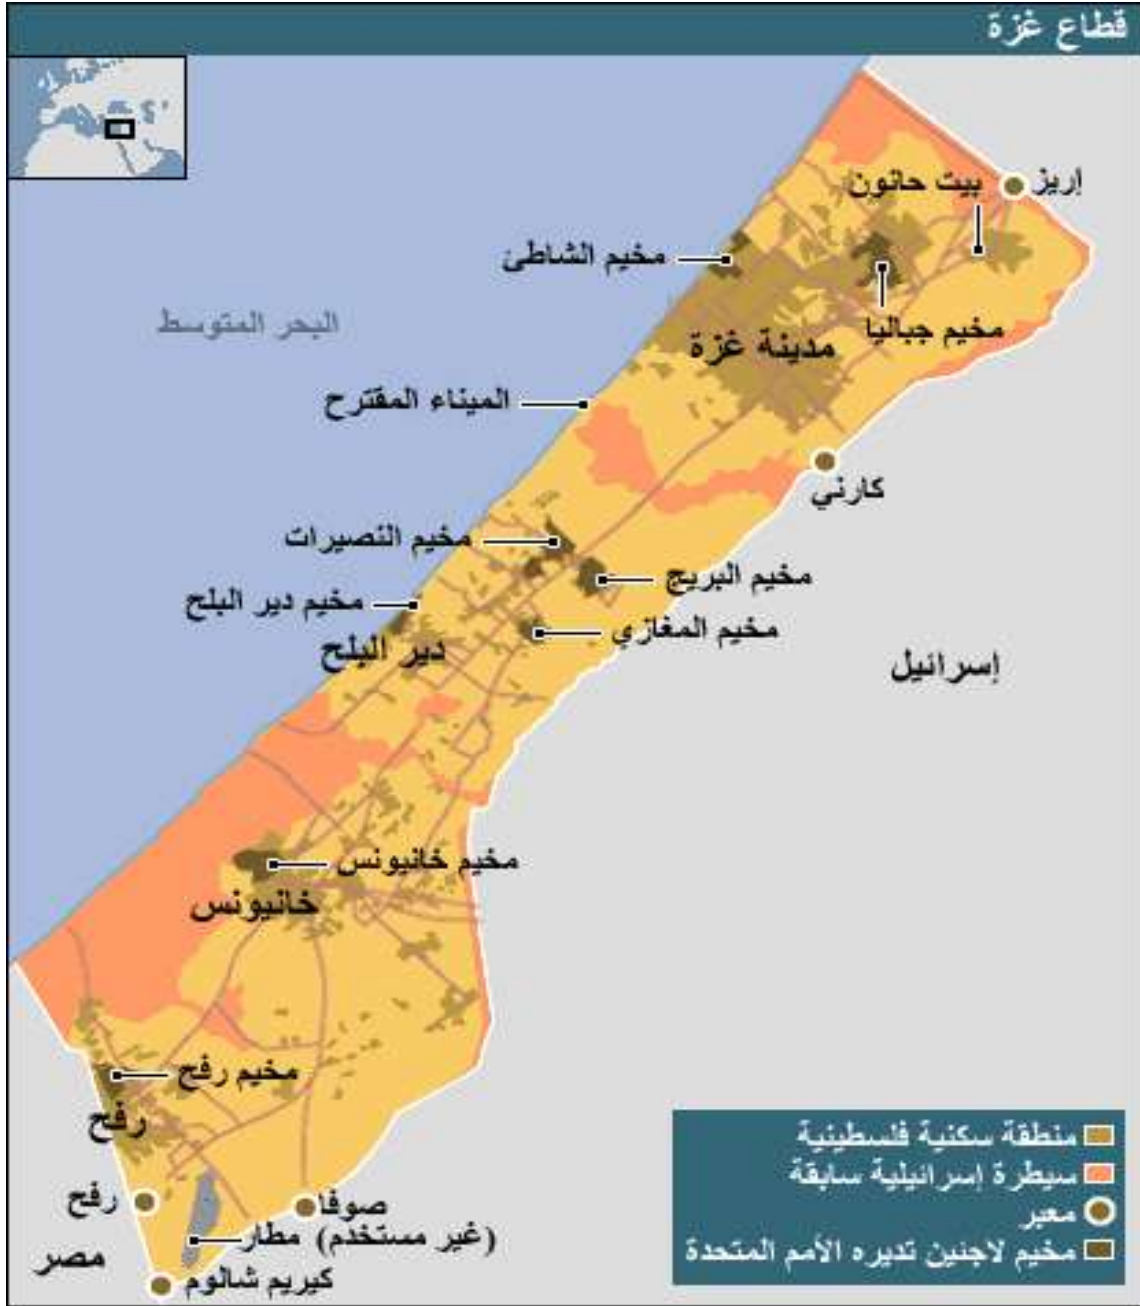 قطاع غزة
إريز
بيت حانون
مخيم الشاطئ
مخيم جباليا
البحر المتوسط
مدينة غزة
الميناء المقترح
كارني
مخيم النصيرات
مخيم البريج
مخيم دير البلح
مخيم المغازي
دير البلح
إسرائيل
مخيم خانيونس
خانيونس
مخيم رفح
رفح
رفح
صوفا
مطار (غير مستخدم)
مصر
كيريم شالوم
منطقة سكنية فلسطينية
سيطرة إسرائيلية سابقة
معبر
مخيم لاجئين تديره الأمم المتحدة